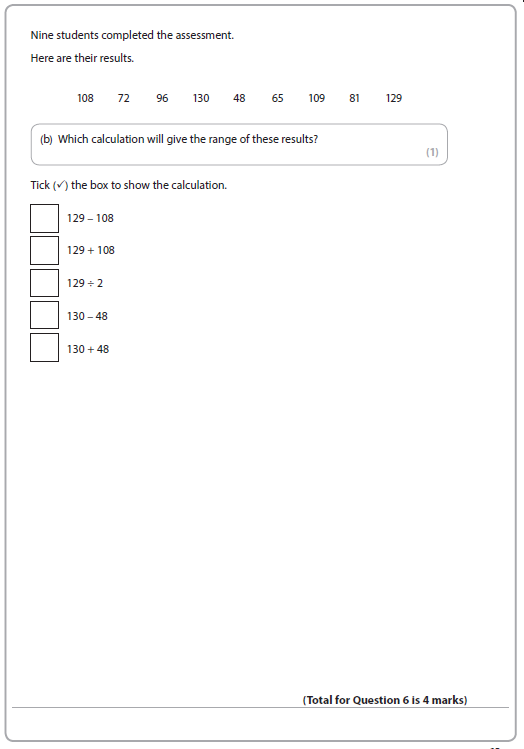 Nine students completed the assessment.
Here are their results.
108 72 96 130 48 65 109 81 129
(b) Which calculation will give the range of these results?
(1)
Tick (✓) the box to show the calculation.
129 – 108
129 + 108
129 ÷ 2
130 – 48
130 + 48
(Total for Question 6 is 4 marks)